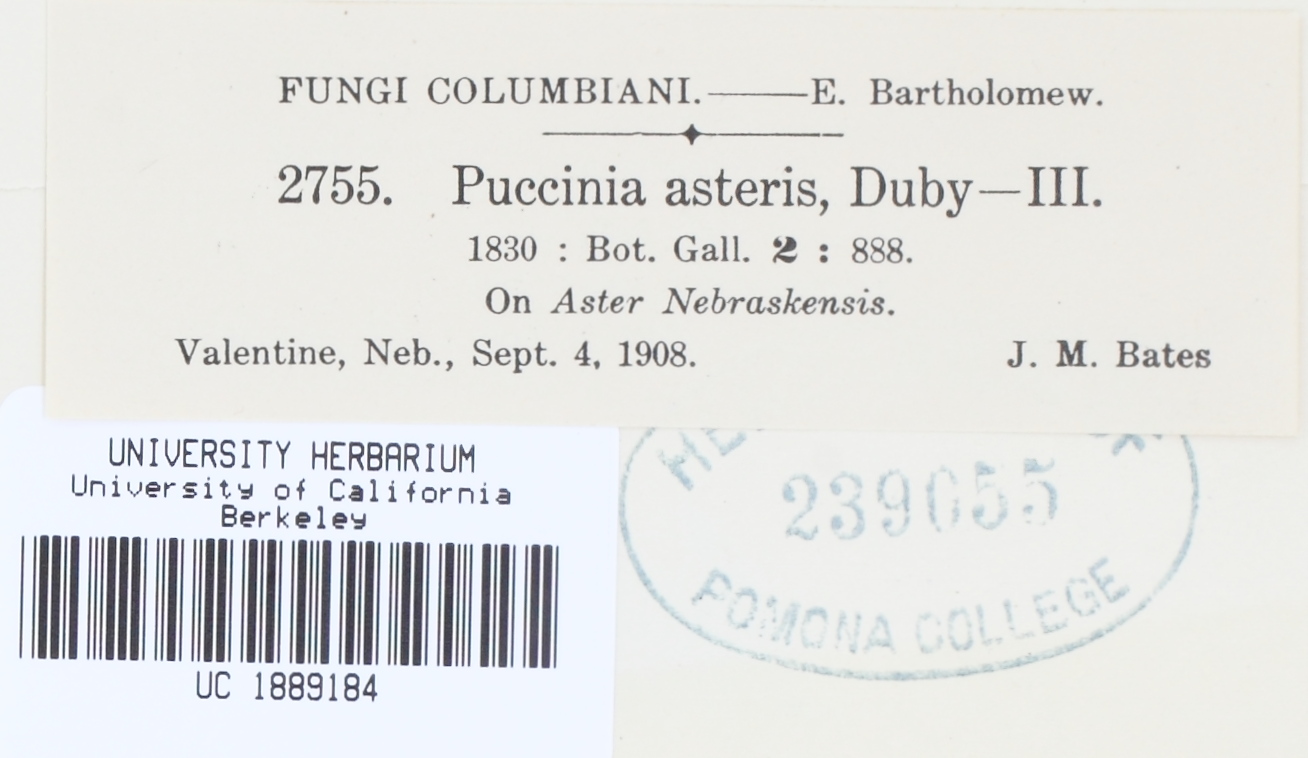 FUNGI COLUMBIANI.——E. Bartholomew.
2755. Puccinia asteris, Duby—III.
1830 : Bot. Gall. 2 : 888.
On Aster Nebraskensis.
Valentine, Neb., Sept. 4, 1908. J. M. Bates
UNIVERSITY HERBARIUM
University of California
Berkeley
UC 1889184
239655
POMONA COLLEGE